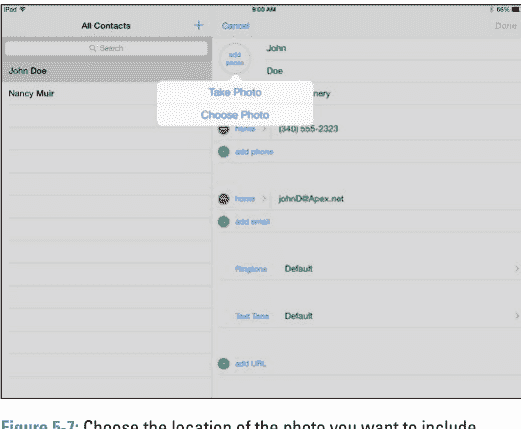 iPad
9:00 AM
66%
All Contacts
+
Cancel
Done
Search
add photo
John
John Doe
Doe
Nancy Muir
Take Photo
nery
Choose Photo
home > (340) 555-2323
add phone
home > johnD@Apex.net
add email
Ringtone Default >
Text Tone Default >
add URL
Figure 5-7: Choose the location of the photo you want to include